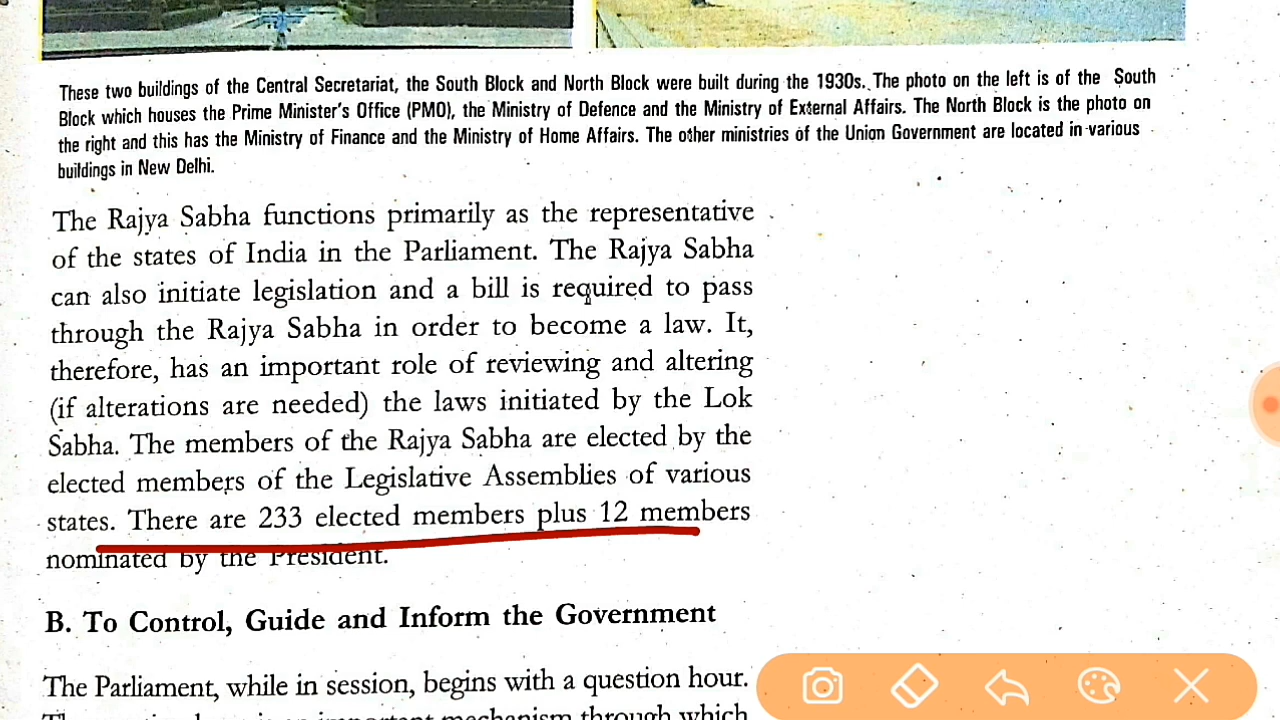 These two buildings of the Central Secretariat, the South Block and North Block were built during the 1930s. The photo on the left is of the South
Block which houses the Prime Minister's Office (PMO), the Ministry of Defence and the Ministry of External Affairs. The North Block is the photo on
the right and this has the Ministry of Finance and the Ministry of Home Affairs. The other ministries of the Union Government are located in various
buildings in New Delhi.
The Rajya Sabha functions primarily as the representative
of the states of India in the Parliament. The Rajya Sabha
can also initiate legislation and a bill is required to pass
through the Rajya Sabha in order to become a law. It,
therefore, has an important role of reviewing and altering
(if alterations are needed) the laws initiated by the Lok
Sabha. The members of the Rajya Sabha are elected by the
elected members of the Legislative Assemblies of various
states. There are 233 elected members plus 12 members
nominated by the President.
B. To Control, Guide and Inform the Government
The Parliament, while in session, begins with a question hour.
important mechanism through which